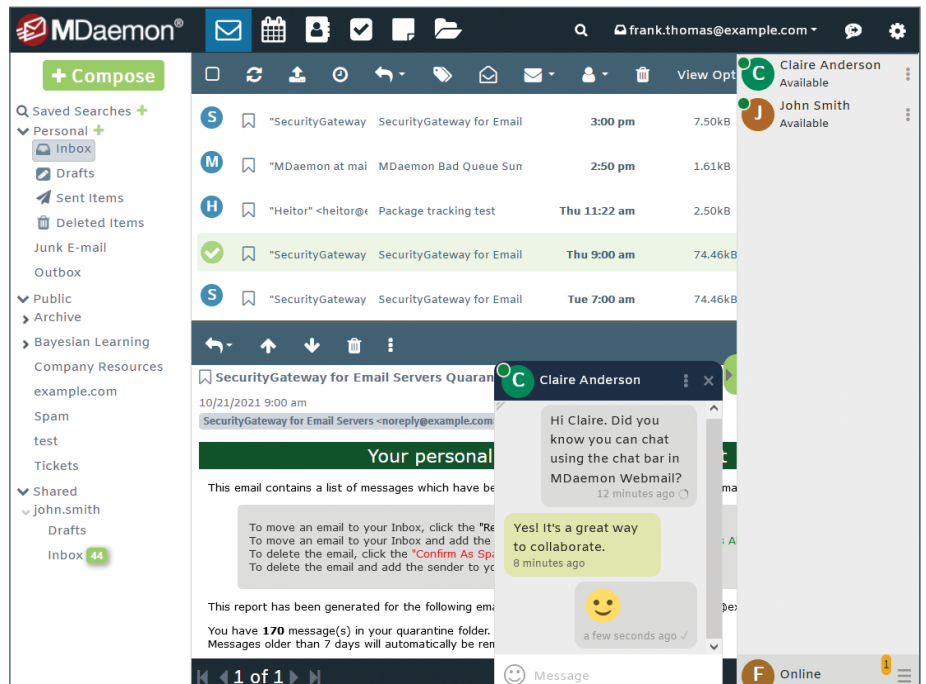 MDaemon®
frank.thomas@example.com
+ Compose
Saved Searches +
Personal +
Inbox
Drafts
Sent Items
Deleted Items
Junk E-mail
Outbox
Public
Archive
Bayesian Learning
Company Resources
example.com
Spam
test
Tickets
Shared
john.smith
Drafts
Inbox 44
View Opt
S "SecurityGateway SecurityGateway for Email 3:00 pm 7.50kB
M "MDaemon at mai MDaemon Bad Queue Sum 2:50 pm 1.61kB
H "Heitor" <heitor@e Package tracking test Thu 11:22 am 2.50kB
"SecurityGateway SecurityGateway for Email Thu 9:00 am 74.46kB
S "SecurityGateway SecurityGateway for Email Tue 7:00 am 74.46kB
SecurityGateway for Email Servers Quaran
10/21/2021 9:00 am
SecurityGateway for Email Servers <noreply@example.com
Your personal
t
This email contains a list of messages which have be
ma
To move an email to your Inbox, click the "Re
To move an email to your Inbox and add the
s A
To delete the email, click the "Confirm As Spa
To delete the email and add the sender to yo
This report has been generated for the following ema
@ex
You have 170 message(s) in your quarantine folder.
Messages older than 7 days will automatically be rem
1 of 1
C Claire Anderson
Available
J John Smith
Available
C Claire Anderson
Hi Claire. Did you
know you can chat
using the chat bar in
MDaemon Webmail?
12 minutes ago
Yes! It's a great way
to collaborate.
8 minutes ago
a few seconds ago ✓
Message
F Online 1